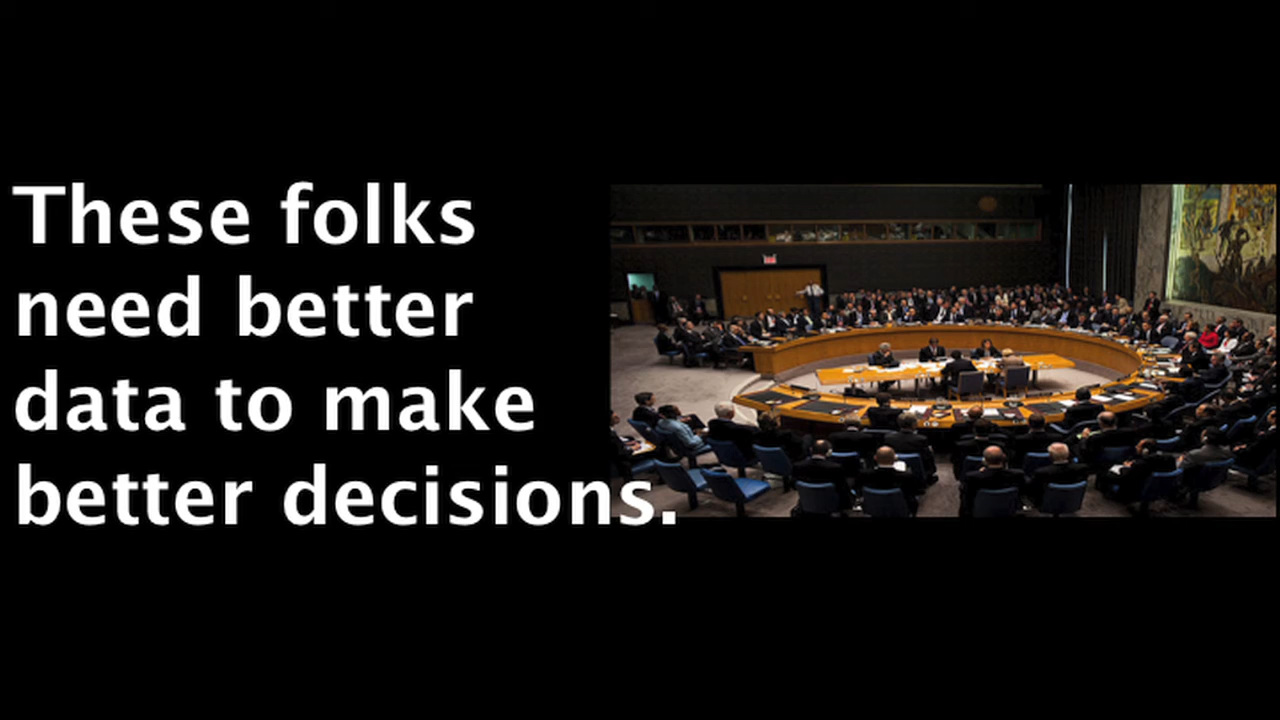 These folks
need better
data to make
better decisions.